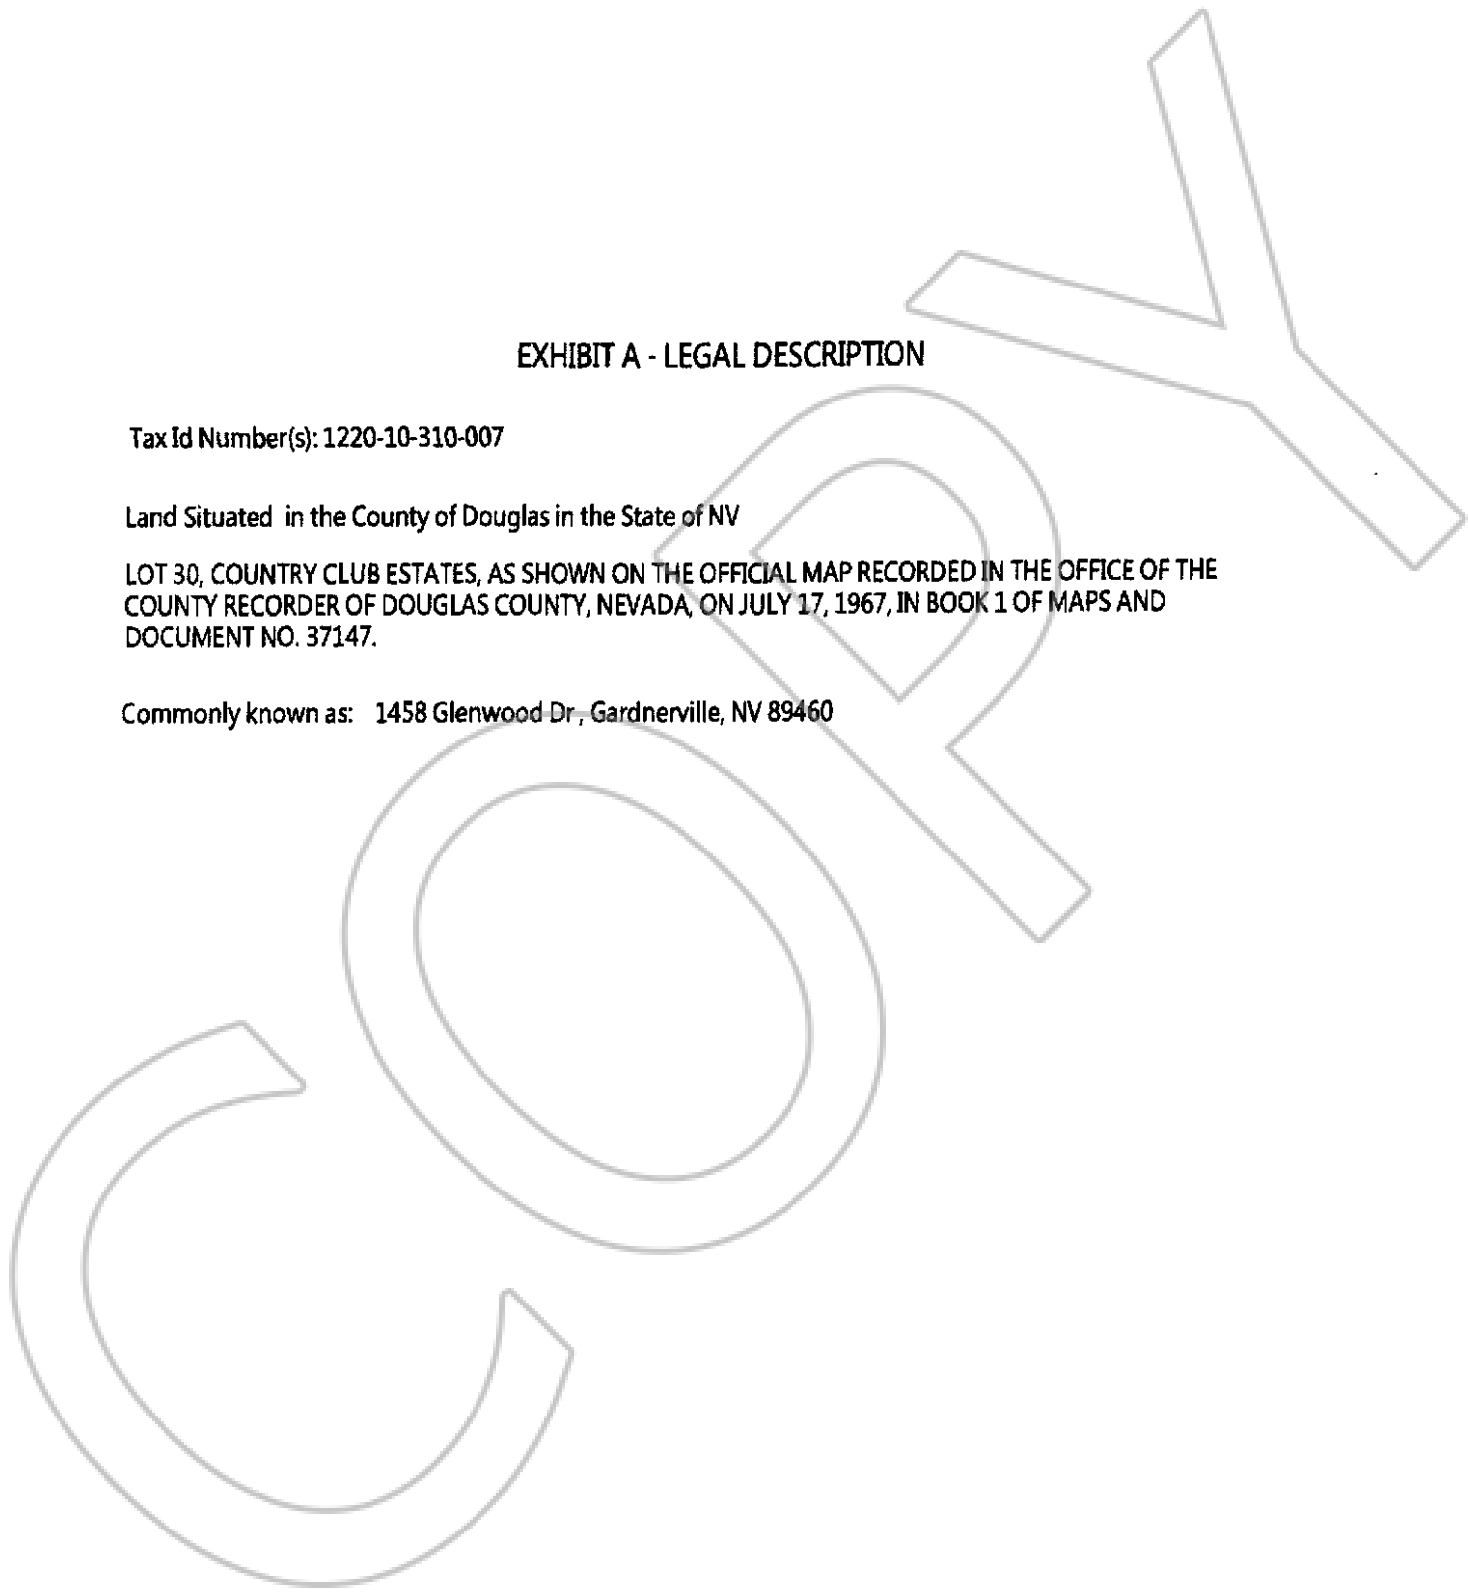 EXHIBIT A - LEGAL DESCRIPTION
Tax Id Number(s): 1220-10-310-007
Land Situated in the County of Douglas in the State of NV
LOT 30, COUNTRY CLUB ESTATES, AS SHOWN ON THE OFFICIAL MAP RECORDED IN THE OFFICE OF THE
COUNTY RECORDER OF DOUGLAS COUNTY, NEVADA, ON JULY 17, 1967, IN BOOK 1 OF MAPS AND
DOCUMENT NO. 37147.
Commonly known as: 1458 Glenwood Dr , Gardnerville, NV 89460
COPY